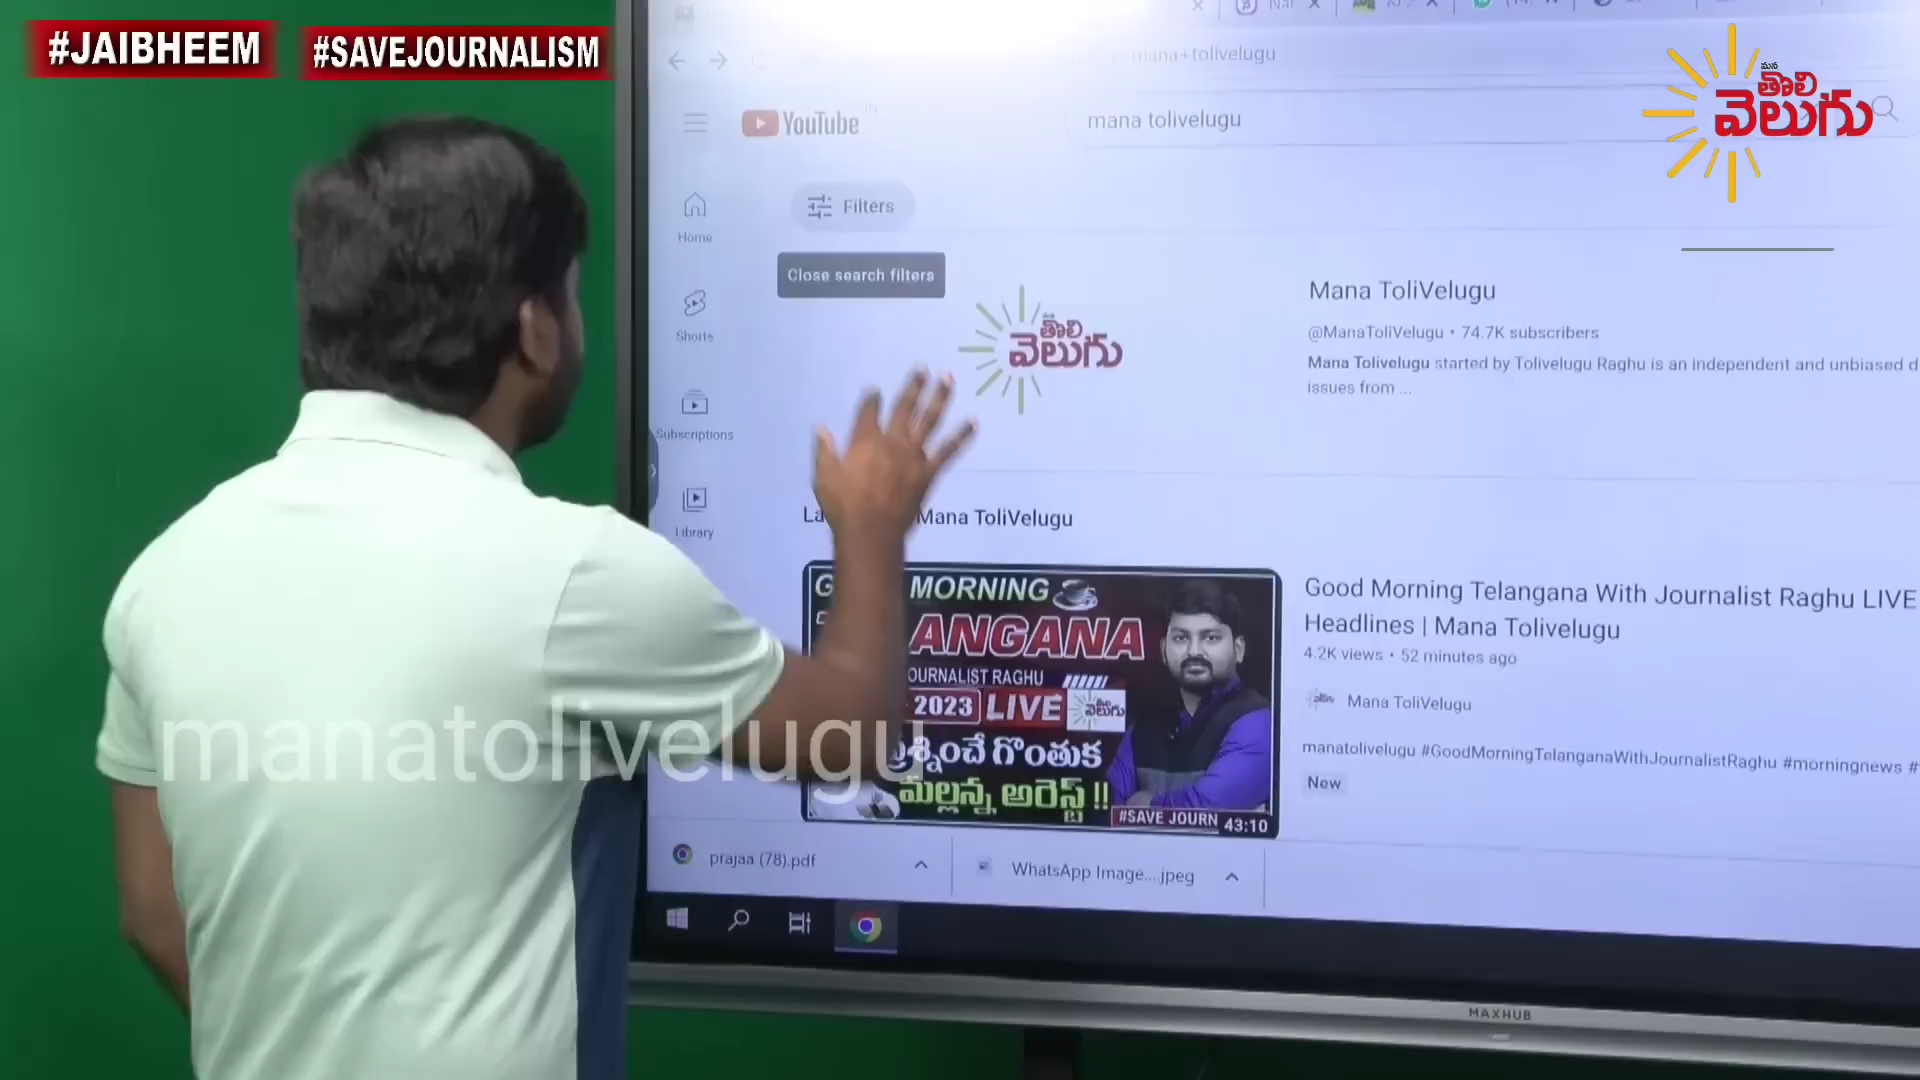 #JAIBHEEM
#SAVEJOURNALISM
మన
తొలి
వెలుగు
mana+tolivelugu
YouTube
mana tolivelugu
Filters
Close search filters
Home
Shorts
Subscriptions
Library
తొలి
వెలుగు
Mana ToliVelugu
@ManaToliVelugu • 74.7K subscribers
Mana Tolivelugu started by Tolivelugu Raghu is an independent and unbiased d
issues from ...
Mana ToliVelugu
MORNING
ANGANA
OURNALIST RAGHU
2023 LIVE
తొలి
వెలుగు
ప్రశ్నించే గొంతుక
మల్లన్న అరెస్ట్ !!
#SAVE JOURN
43:10
Good Morning Telangana With Journalist Raghu LIVE
Headlines | Mana Tolivelugu
4.2K views • 52 minutes ago
Mana ToliVelugu
manatolivelugu #GoodMorningTelanganaWithJournalistRaghu #morningnews #
New
manatolivelugu
prajaa (78).pdf
WhatsApp Image....jpeg
MAXHUB